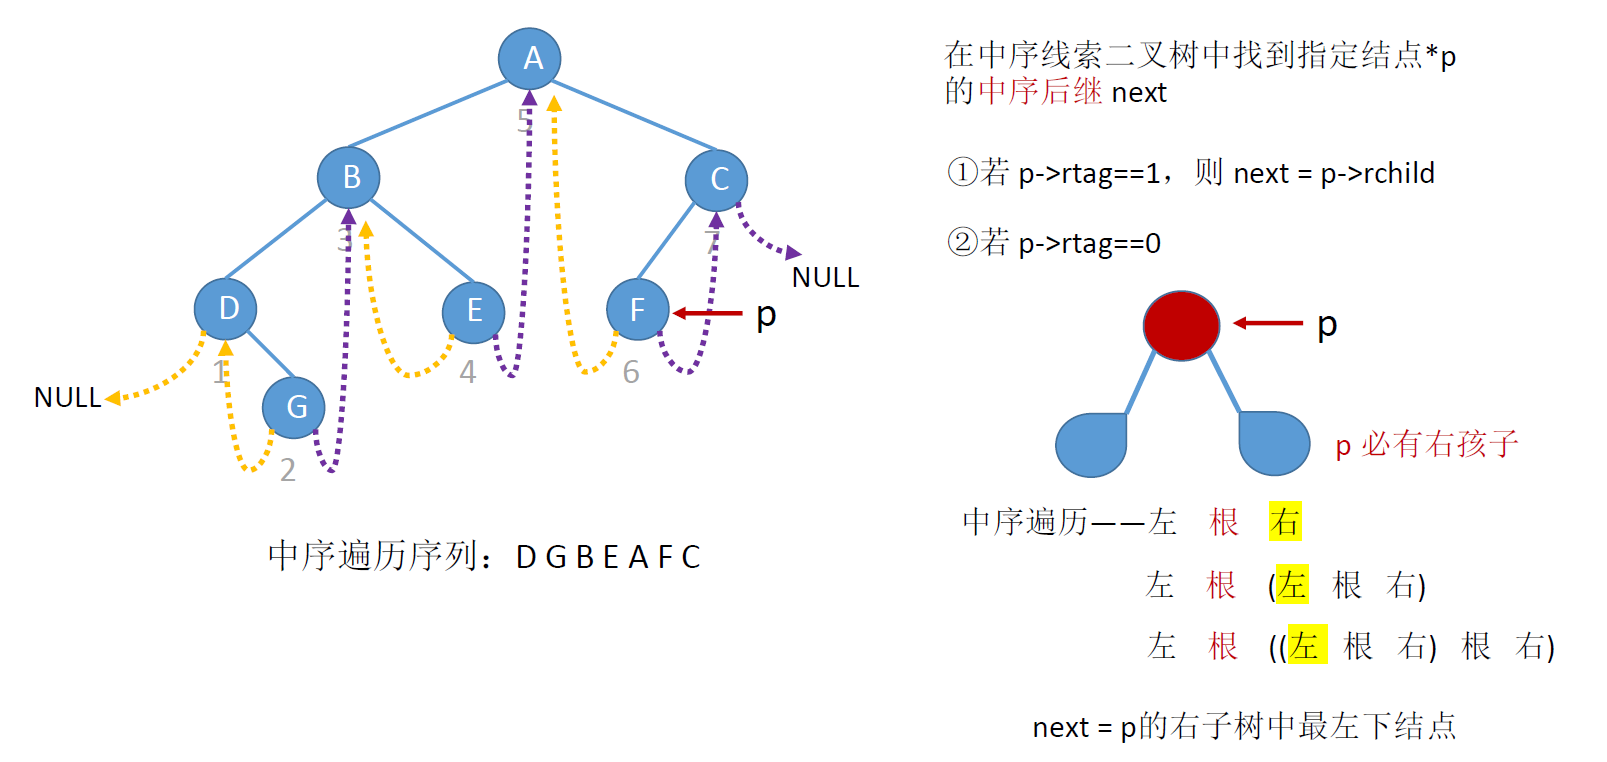 A
5
B
C
3
7
NULL
D
E
F
p
1
4
6
NULL
G
2
中序遍历序列：D G B E A F C
在中序线索二叉树中找到指定结点*p
的中序后继 next
①若 p->rtag==1，则 next = p->rchild
②若 p->rtag==0
p
p 必有右孩子
中序遍历——左 根 右
左 根 (左 根 右)
左 根 ((左 根 右) 根 右)
next = p的右子树中最左下结点